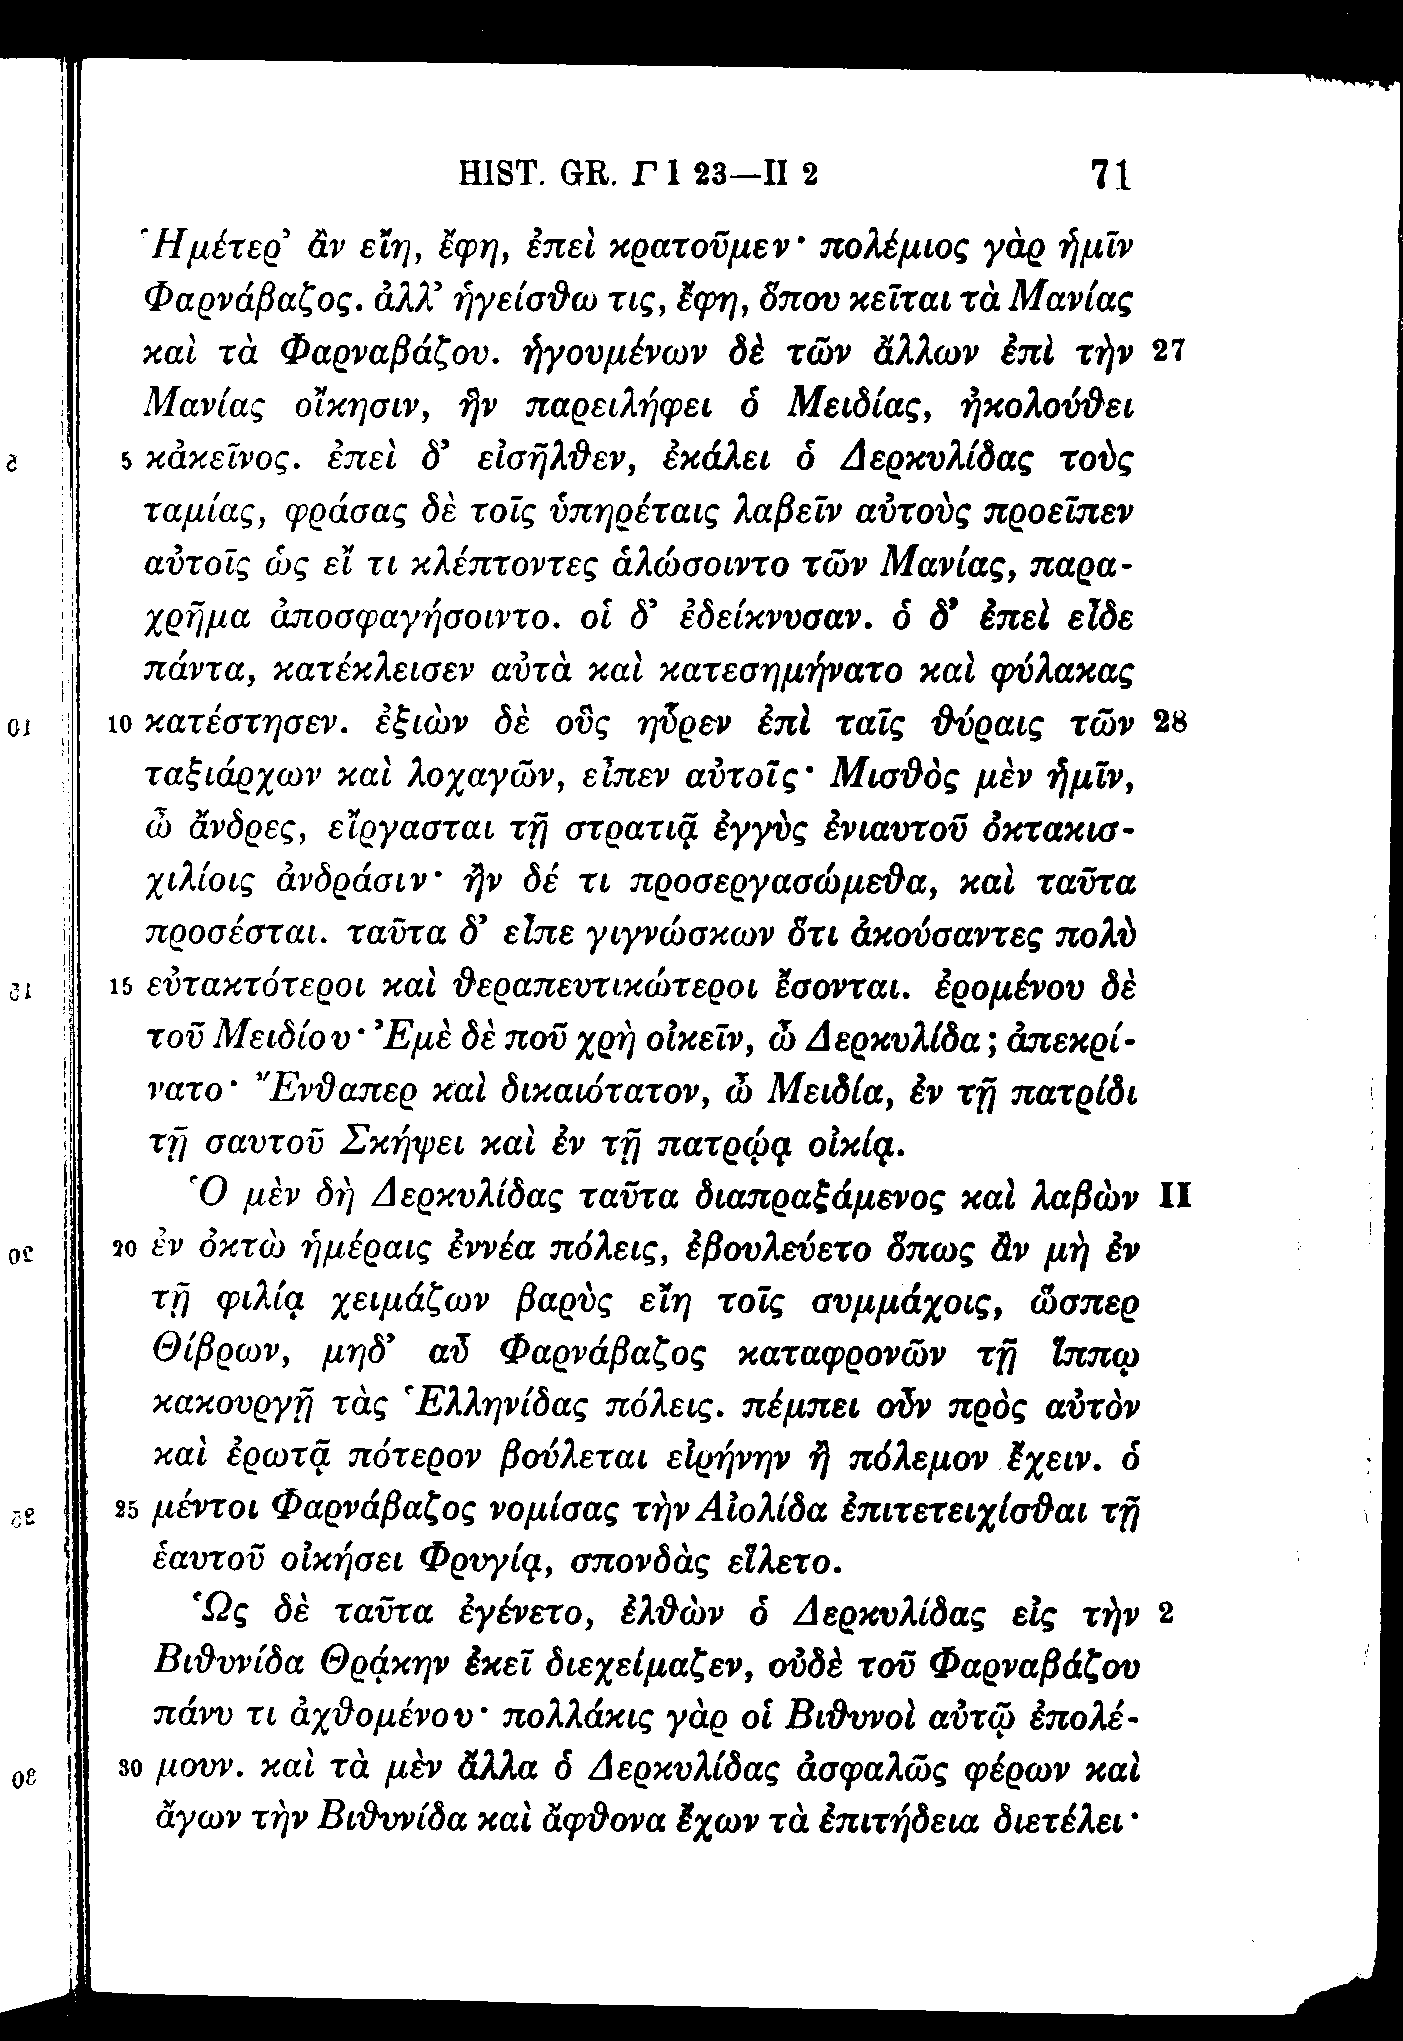 HIST. GR. Γ 1 23—II 2 71
Ἡμέτερ’ ἂν εἴη, ἔφη, ἐπεὶ κρατοῦμεν· πολέμιος γὰρ ἡμῖν
Φαρνάβαζος. ἀλλ’ ἡγείσθω τις, ἔφη, ὅπου κεῖται τὰ Μανίας
καὶ τὰ Φαρναβάζου. ἡγουμένων δὲ τῶν ἄλλων ἐπὶ τὴν 27
Μανίας οἴκησιν, ἣν παρειλήφει ὁ Μειδίας, ἠκολούθει
5 κἀκεῖνος. ἐπεὶ δ’ εἰσῆλθεν, ἐκάλει ὁ Δερκυλίδας τοὺς
ταμίας, φράσας δὲ τοῖς ὑπηρέταις λαβεῖν αὐτοὺς προεῖπεν
αὐτοῖς ὡς εἴ τι κλέπτοντες ἁλώσοιντο τῶν Μανίας, παρα-
χρῆμα ἀποσφαγήσοιντο. οἱ δ’ ἐδείκνυσαν. ὁ δ’ ἐπεὶ εἶδε
πάντα, κατέκλεισεν αὐτὰ καὶ κατεσημήνατο καὶ φύλακας
10 κατέστησεν. ἐξιὼν δὲ οὓς ηὗρεν ἐπὶ ταῖς θύραις τῶν 28
ταξιάρχων καὶ λοχαγῶν, εἶπεν αὐτοῖς· Μισθὸς μὲν ἡμῖν,
ὦ ἄνδρες, εἴργασται τῇ στρατιᾷ ἐγγὺς ἐνιαυτοῦ ὀκτακισ-
χιλίοις ἀνδράσιν· ἢν δέ τι προσεργασώμεθα, καὶ ταῦτα
προσέσται. ταῦτα δ’ εἶπε γιγνώσκων ὅτι ἀκούσαντες πολὺ
15 εὐτακτότεροι καὶ θεραπευτικώτεροι ἔσονται. ἐρομένου δὲ
τοῦ Μειδίου· Ἐμὲ δὲ ποῦ χρὴ οἰκεῖν, ὦ Δερκυλίδα; ἀπεκρί-
νατο· Ἔνθαπερ καὶ δικαιότατον, ὦ Μειδία, ἐν τῇ πατρίδι
τῇ σαυτοῦ Σκήψει καὶ ἐν τῇ πατρῴᾳ οἰκίᾳ.
Ὁ μὲν δὴ Δερκυλίδας ταῦτα διαπραξάμενος καὶ λαβὼν II
20 ἐν ὀκτὼ ἡμέραις ἐννέα πόλεις, ἐβουλεύετο ὅπως ἂν μὴ ἐν
τῇ φιλίᾳ χειμάζων βαρὺς εἴη τοῖς συμμάχοις, ὥσπερ
Θίβρων, μηδ’ αὖ Φαρνάβαζος καταφρονῶν τῇ ἵππῳ
κακουργῇ τὰς Ἑλληνίδας πόλεις. πέμπει οὖν πρὸς αὐτὸν
καὶ ἐρωτᾷ πότερον βούλεται εἰρήνην ἢ πόλεμον ἔχειν. ὁ
25 μέντοι Φαρνάβαζος νομίσας τὴν Αἰολίδα ἐπιτετειχίσθαι τῇ
ἑαυτοῦ οἰκήσει Φρυγίᾳ, σπονδὰς εἵλετο.
Ὡς δὲ ταῦτα ἐγένετο, ἐλθὼν ὁ Δερκυλίδας εἰς τὴν 2
Βιθυνίδα Θρᾴκην ἐκεῖ διεχείμαζεν, οὐδὲ τοῦ Φαρναβάζου
πάνυ τι ἀχθομένου· πολλάκις γὰρ οἱ Βιθυνοὶ αὐτῷ ἐπολέ-
30 μουν. καὶ τὰ μὲν ἄλλα ὁ Δερκυλίδας ἀσφαλῶς φέρων καὶ
ἄγων τὴν Βιθυνίδα καὶ ἄφθονα ἔχων τὰ ἐπιτήδεια διετέλει·